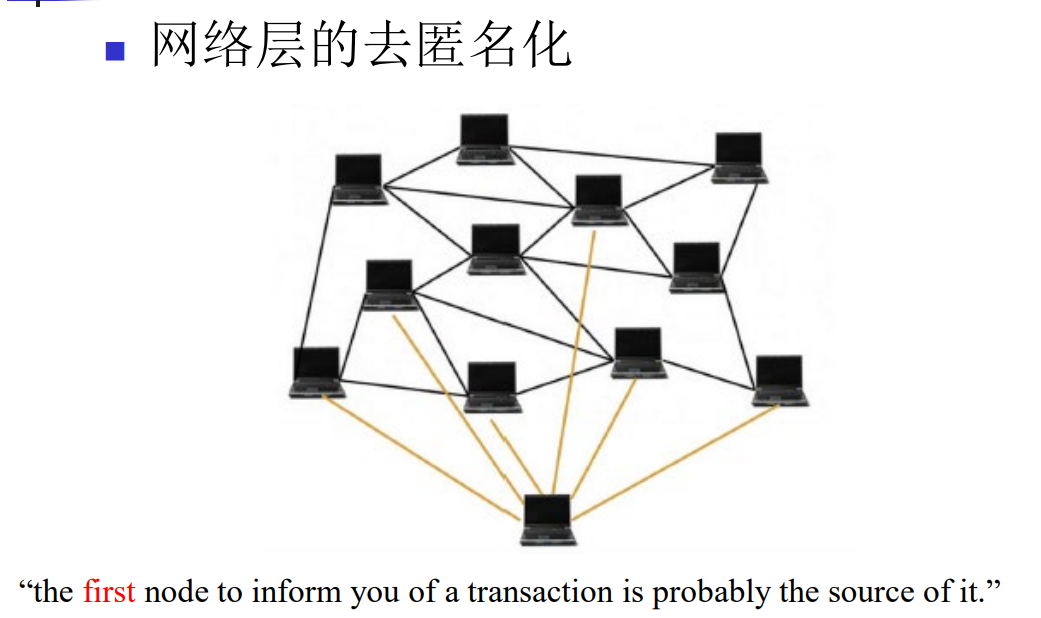 网络层的去匿名化
“the first node to inform you of a transaction is probably the source of it.”